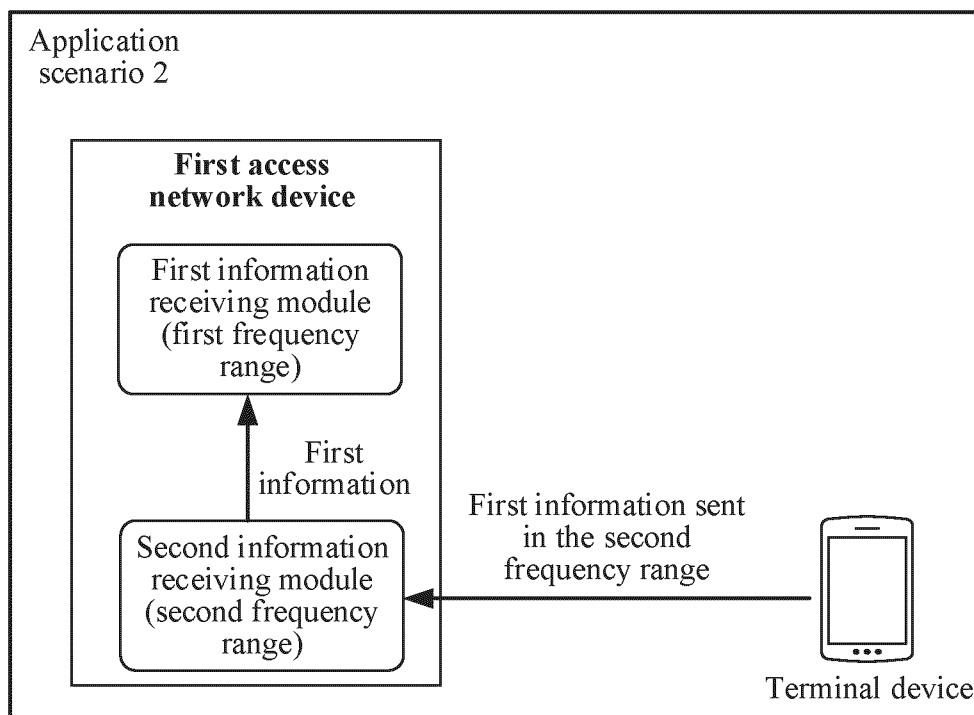 Application
scenario 2
First access
network device
First information
receiving module
(first frequency
range)
First
information
Second information
receiving module
(second frequency
range)
First information sent
in the second
frequency range
Terminal device